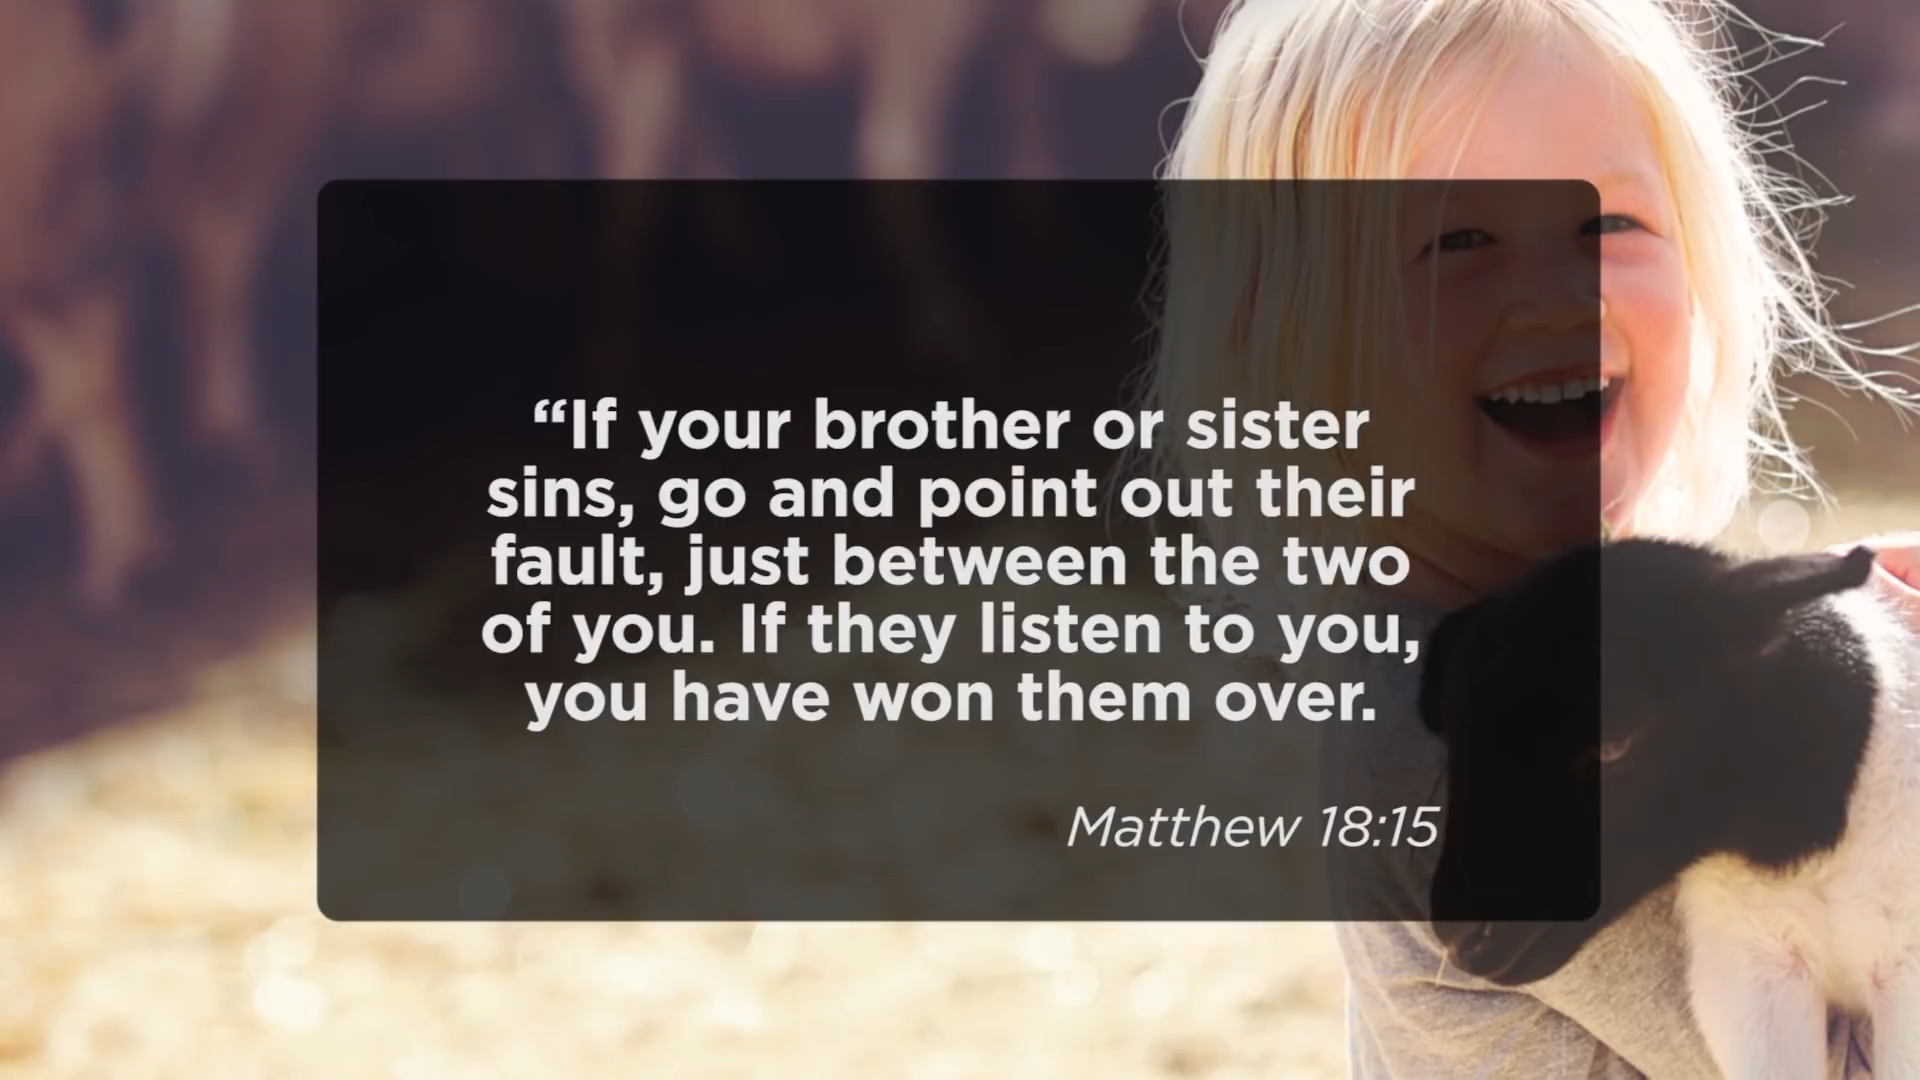 “If your brother or sister
sins, go and point out their
fault, just between the two
of you. If they listen to you,
you have won them over.
Matthew 18:15